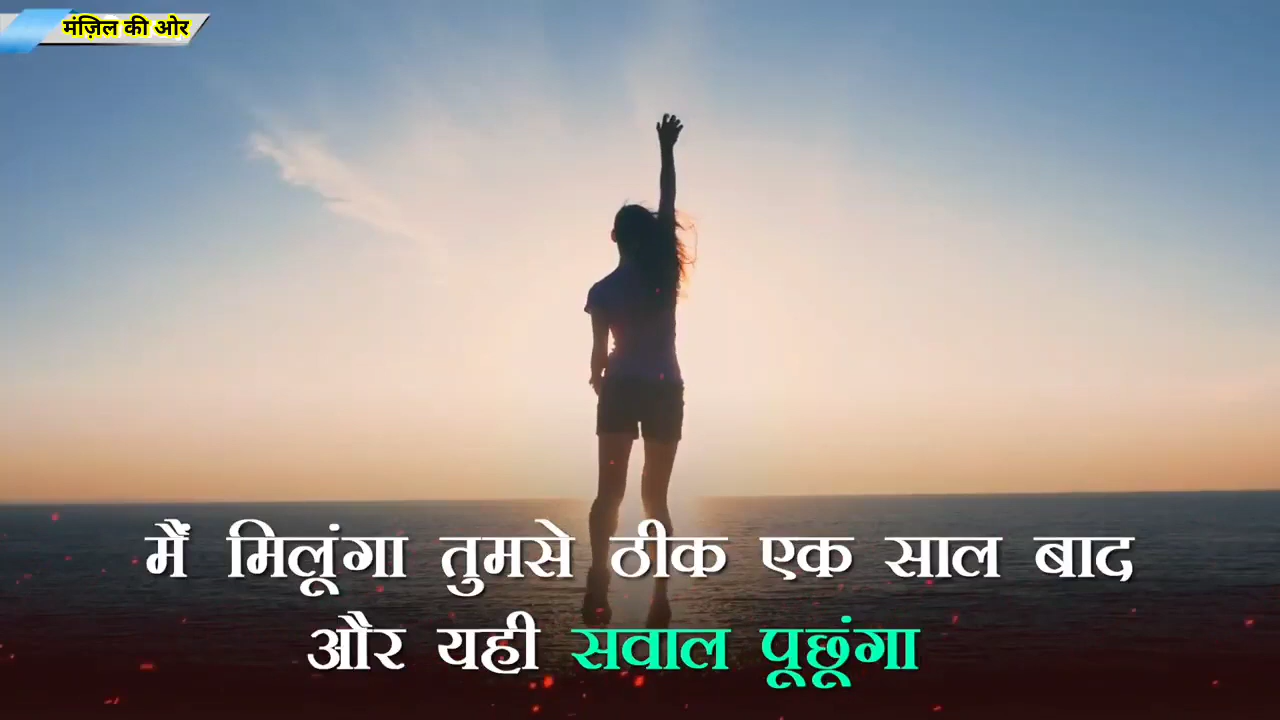 मंज़िल की ओर
मैं मिलूंगा तुमसे ठीक एक साल बाद
और यही सवाल पूछूंगा